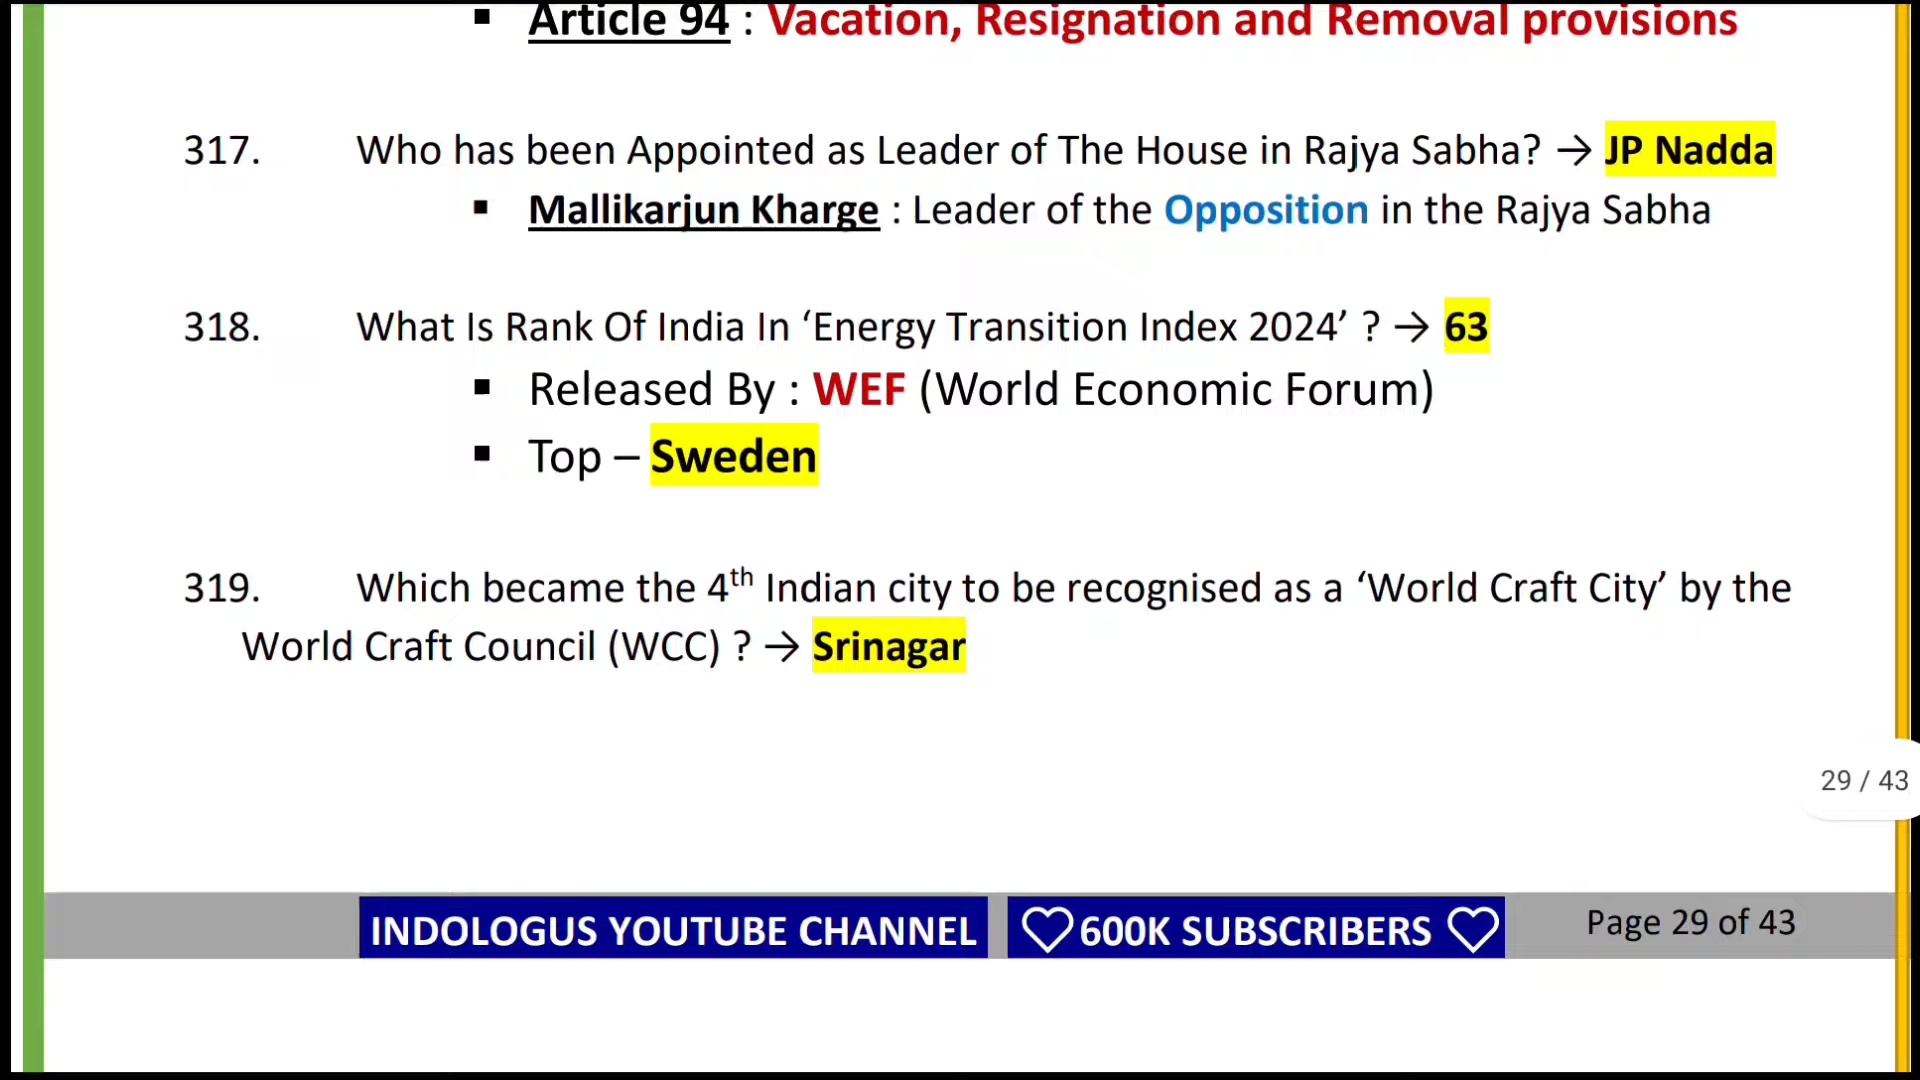 ▪ Article 94 : Vacation, Resignation and Removal provisions
317. Who has been Appointed as Leader of The House in Rajya Sabha? → JP Nadda
▪ Mallikarjun Kharge : Leader of the Opposition in the Rajya Sabha
318. What Is Rank Of India In ‘Energy Transition Index 2024’ ? → 63
▪ Released By : WEF (World Economic Forum)
▪ Top – Sweden
319. Which became the 4th Indian city to be recognised as a ‘World Craft City’ by the
World Craft Council (WCC) ? → Srinagar
29 / 43
INDOLOGUS YOUTUBE CHANNEL ♡ 600K SUBSCRIBERS ♡ Page 29 of 43